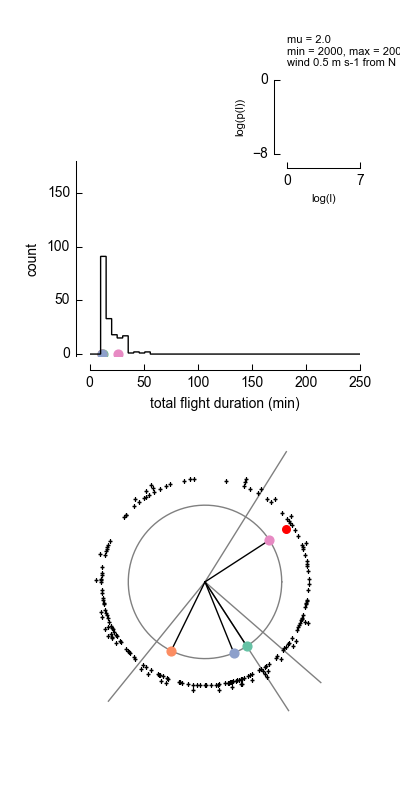 mu = 2.0
min = 2000, max = 200
wind 0.5 m s-1 from N
0
log(p(l))
−8
0 7
log(l)
150
100
50
0
count
0 50 100 150 200 250
total flight duration (min)